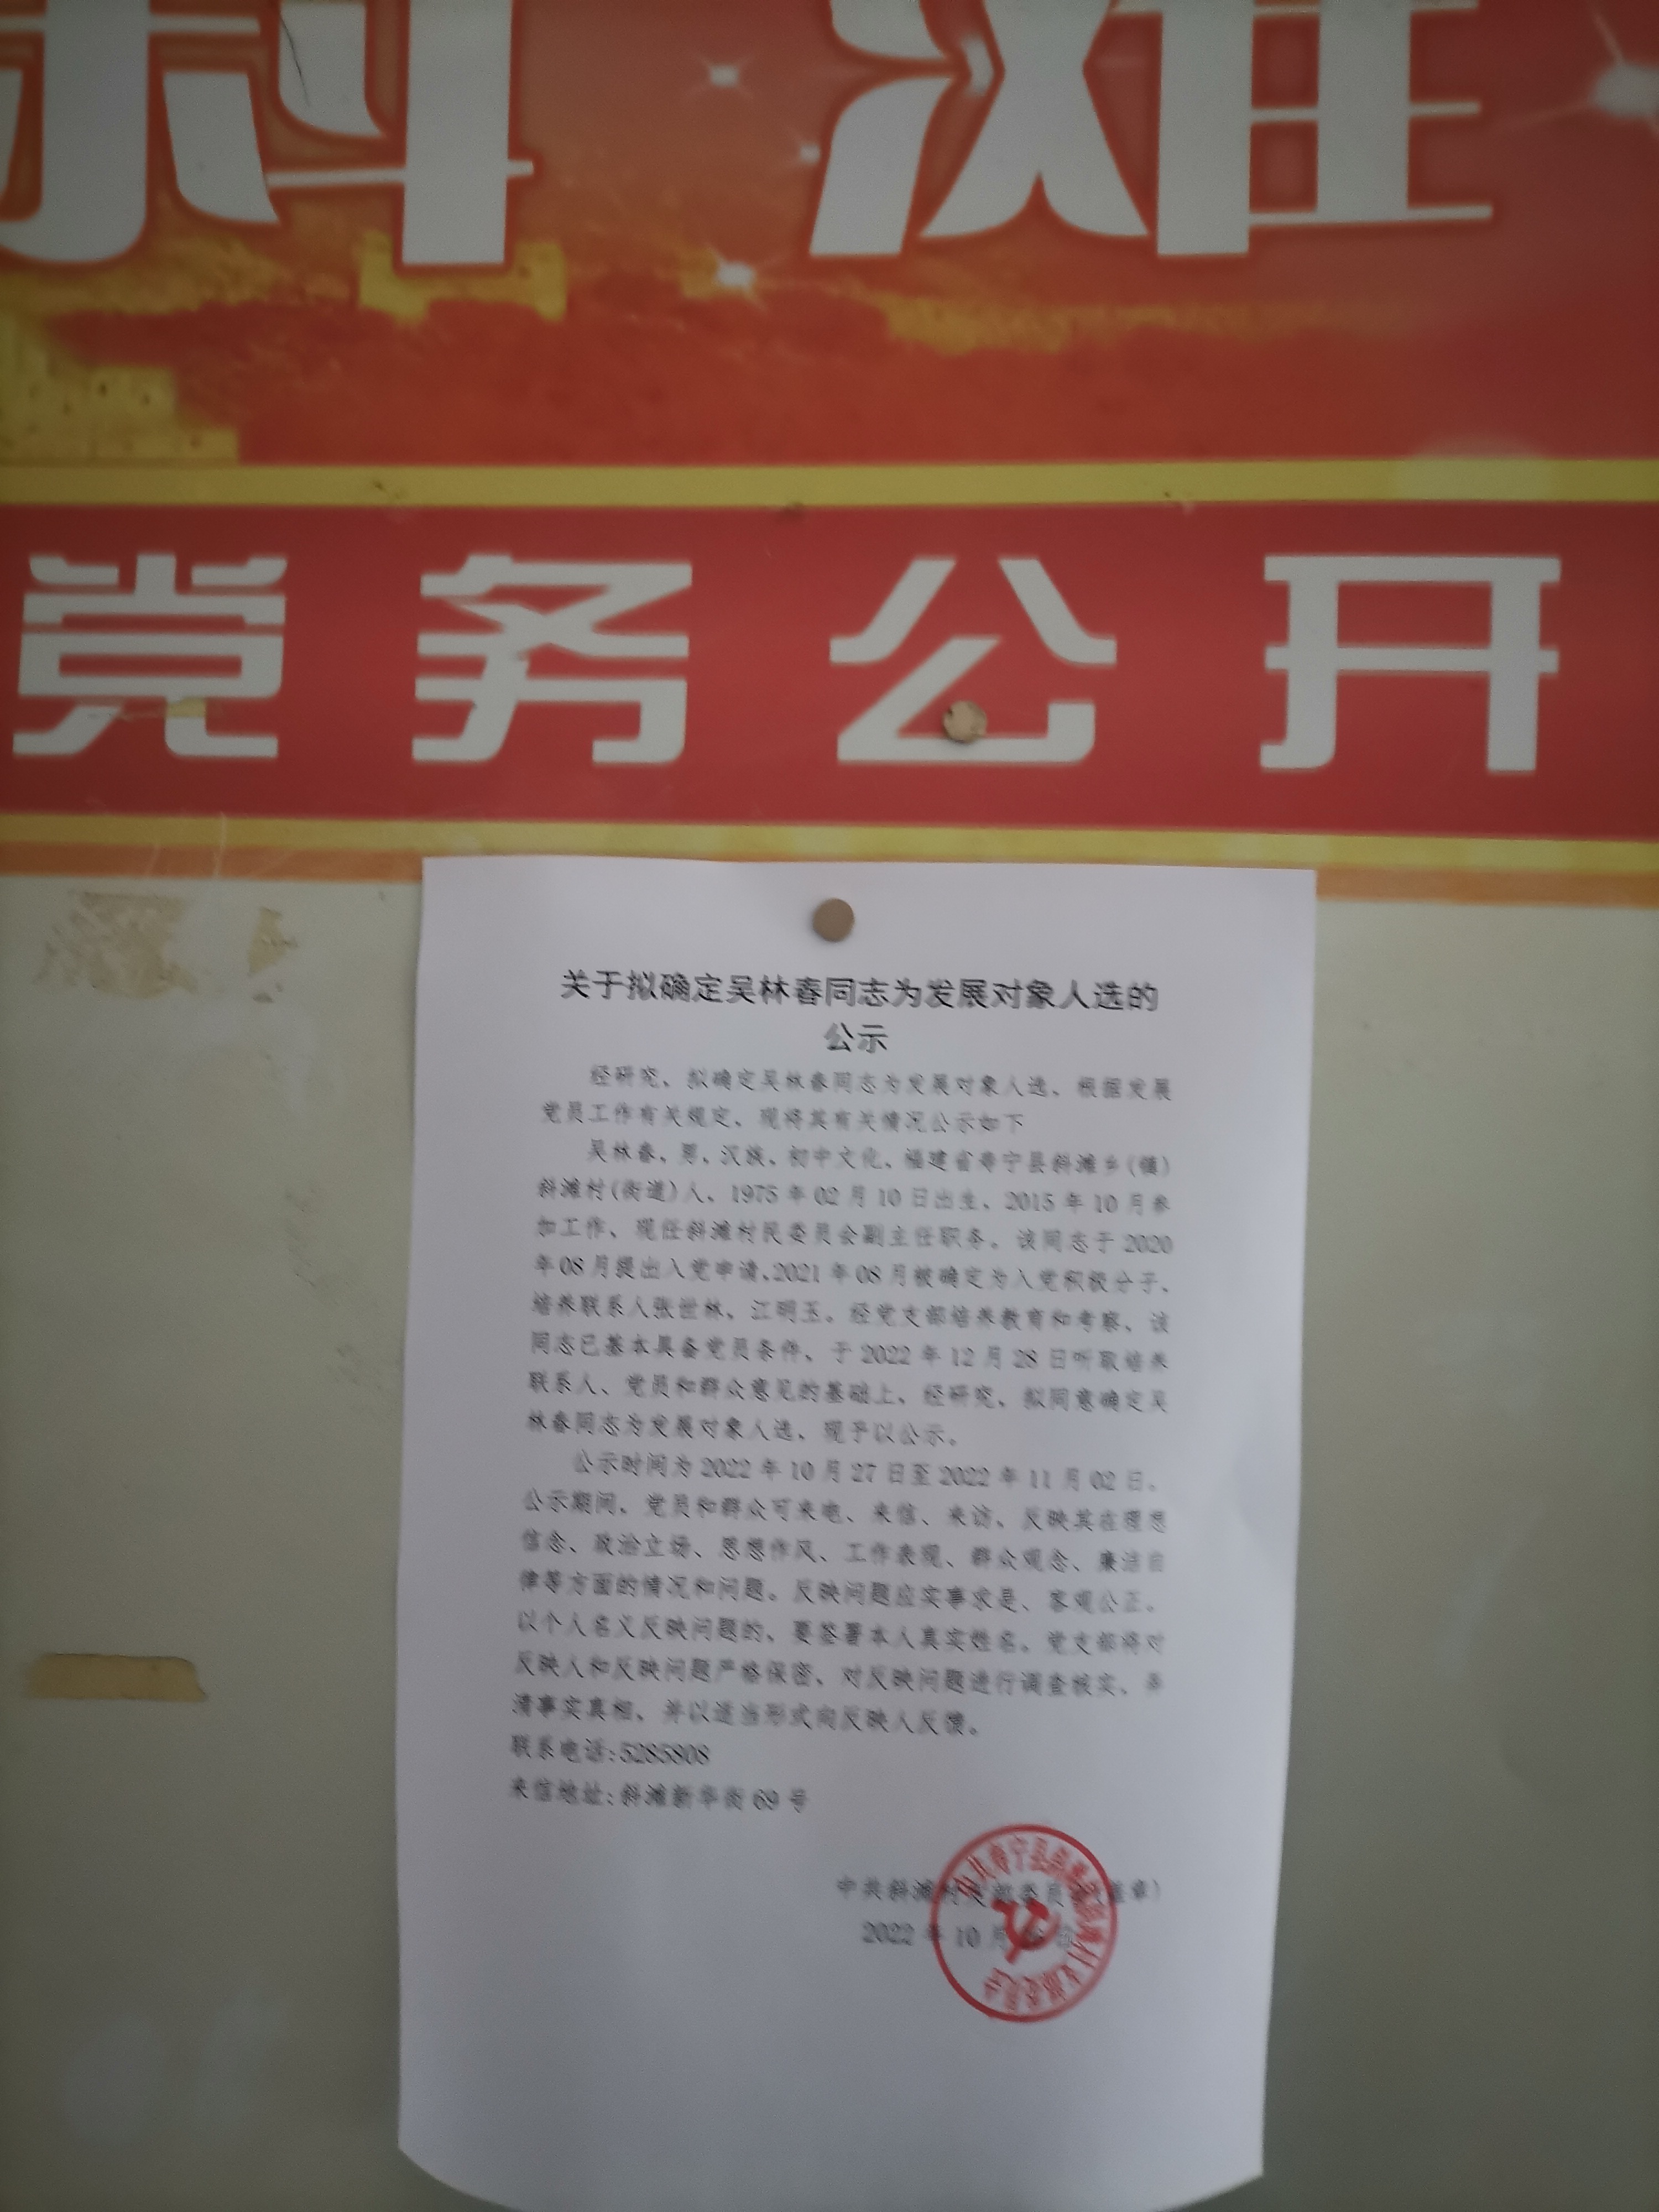 斜滩
党务公开
关于拟确定吴林春同志为发展对象人选的
公示
经研究，拟确定吴林春同志为发展对象人选，根据发展
党员工作有关规定，现将其有关情况公示如下
吴林春，男，汉族，初中文化，福建省寿宁县斜滩乡(镇)
斜滩村(街道)人，1975年02月10日出生，2015年10月参
加工作，现任斜滩村民委员会副主任职务。该同志于2020
年08月提出入党申请，2021年08月被确定为入党积极分子，
培养联系人张世林，江明玉。经党支部培养教育和考察，该
同志已基本具备党员条件，于2022年12月28日听取培养
联系人、党员和群众意见的基础上，经研究，拟同意确定吴
林春同志为发展对象人选，现予以公示。
公示时间为2022年10月27日至2022年11月02日。
公示期间，党员和群众可来电、来信、来访，反映其在理想
信念、政治立场、思想作风、工作表现、群众观念、廉洁自
律等方面的情况和问题。反映问题应实事求是、客观公正。
以个人名义反映问题的，要签署本人真实姓名。党支部将对
反映人和反映问题严格保密，对反映问题进行调查核实，弄
清事实真相，并以适当形式向反映人反馈。
联系电话:5285808
来信地址:斜滩新华街69号
中共斜滩村支部委员会(盖章)
2022年10月